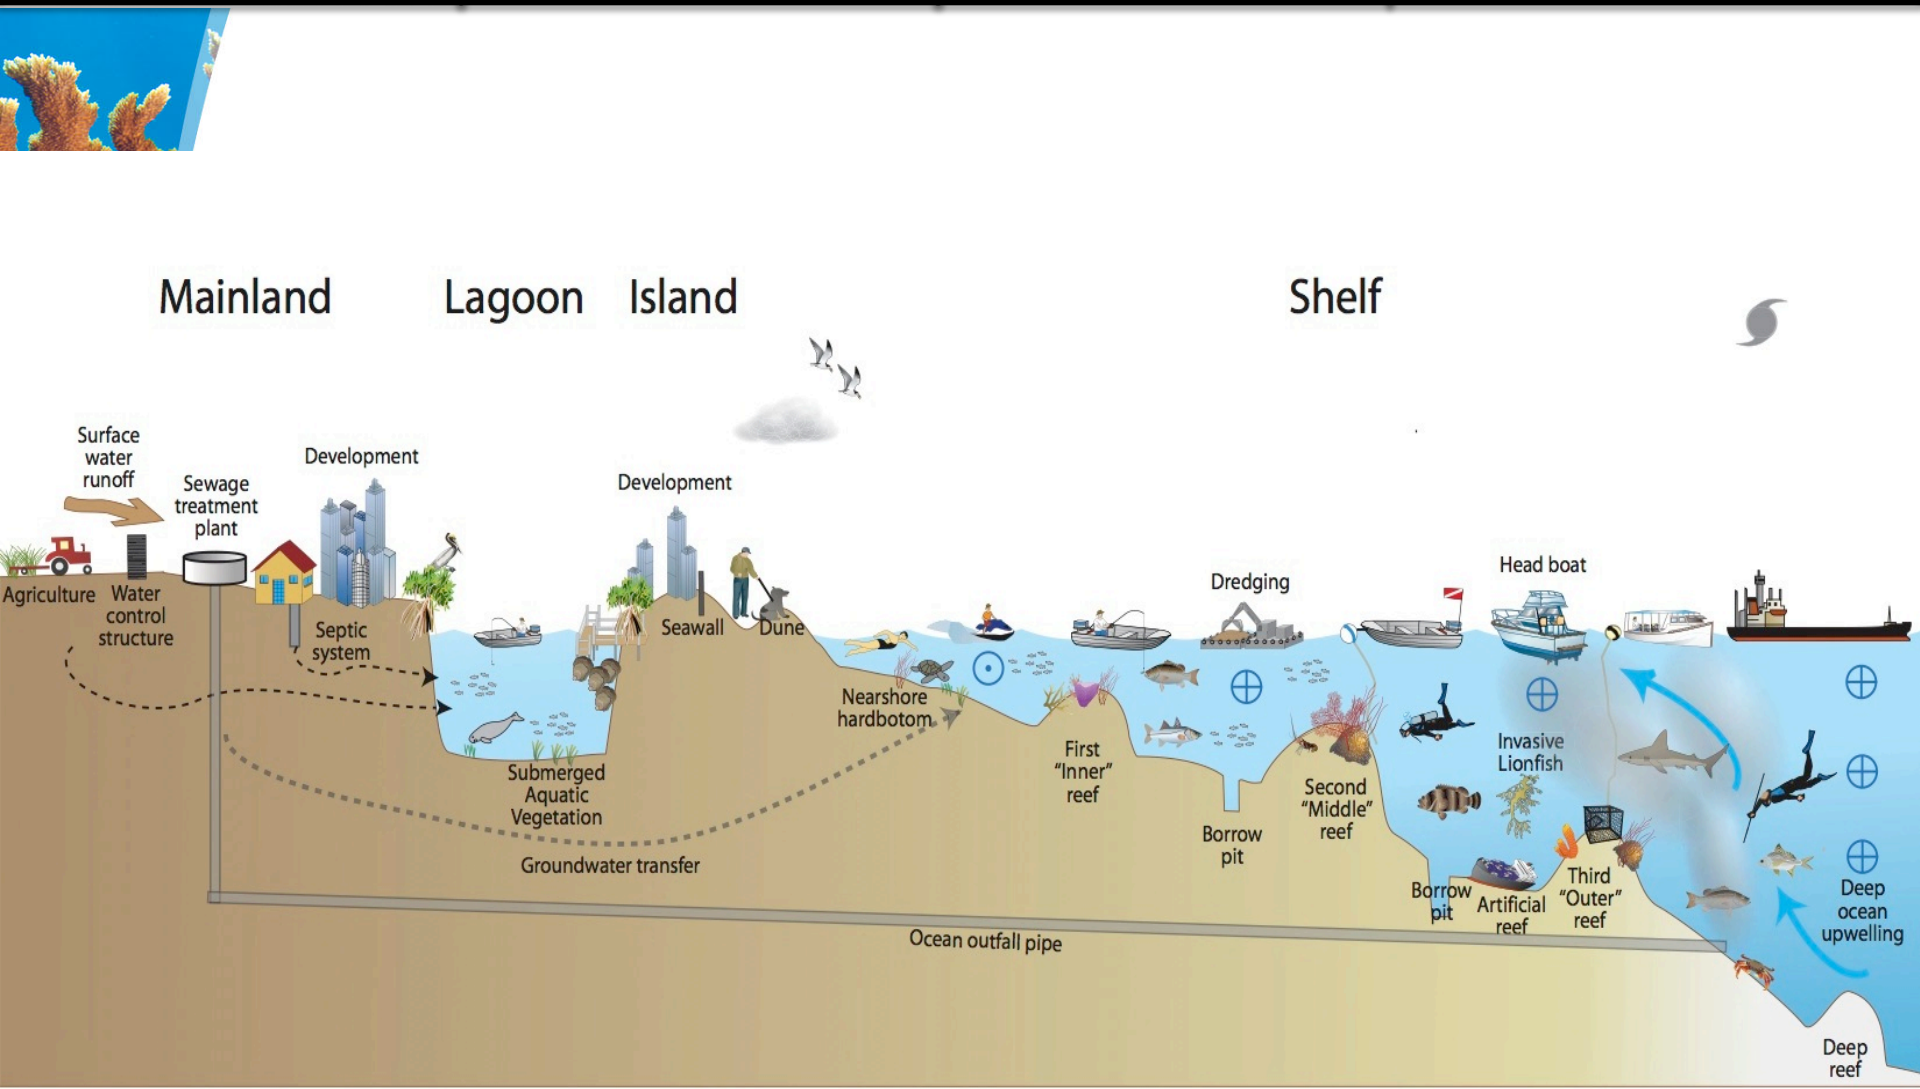 Mainland
Lagoon
Island
Shelf
Surface
water
runoff
Sewage
treatment
plant
Development
Development
Agriculture
Water
control
structure
Septic
system
Seawall
Dune
Dredging
Head boat
Nearshore
hardbotom
Submerged
Aquatic
Vegetation
Groundwater transfer
First
“Inner”
reef
Borrow
pit
Second
“Middle”
reef
Invasive
Lionfish
Borrow
pit
Artificial
reef
Third
“Outer”
reef
Deep
ocean
upwelling
Ocean outfall pipe
Deep
reef